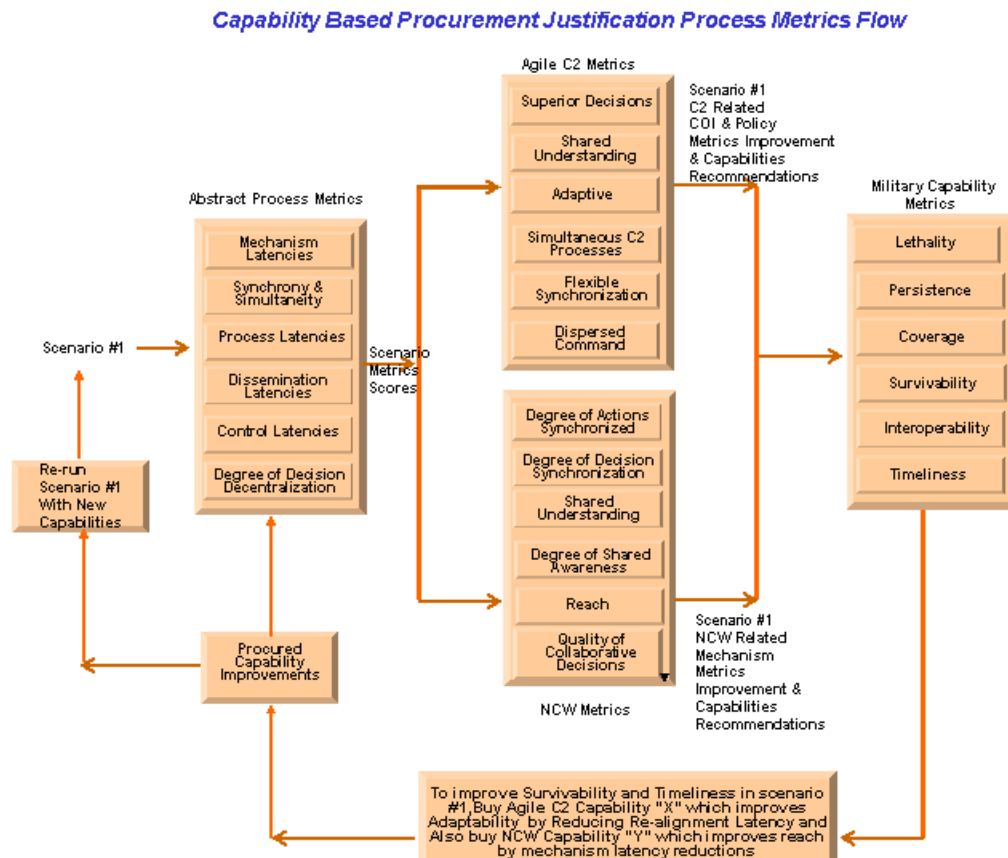 Capability Based Procurement Justification Process Metrics Flow
Agile C2 Metrics
Superior Decisions
Shared
Understanding
Adaptive
Simultaneous C2
Processes
Flexible
Synchronization
Dispersed
Command
Scenario #1
C2 Related
COI & Policy
Metrics Improvement
& Capabilities
Recommendations
Military Capability
Metrics
Lethality
Persistence
Coverage
Survivability
Interoperability
Timeliness
Abstract Process Metrics
Mechanism
Latencies
Synchrony &
Simultaneity
Process Latencies
Dissemination
Latencies
Control Latencies
Degree of Decision
Decentralization
Scenario #1
Scenario
Metrics
Scores
Re-run
Scenario #1
With New
Capabilities
Degree of Actions
Synchronized
Degree of Decision
Synchronization
Shared
Understanding
Degree of Shared
Awareness
Reach
Quality of
Collaborative
Decisions
NCW Metrics
Scenario #1
NCW Related
Mechanism
Metrics
Improvement &
Capabilities
Recommendations
Procured
Capability
Improvements
To improve Survivability and Timeliness in scenario
#1,Buy Agile C2 Capability "X" which improves
Adaptability by Reducing Re-alignment Latency and
Also buy NCW Capability "Y" which improves reach
by mechanism latency reductions